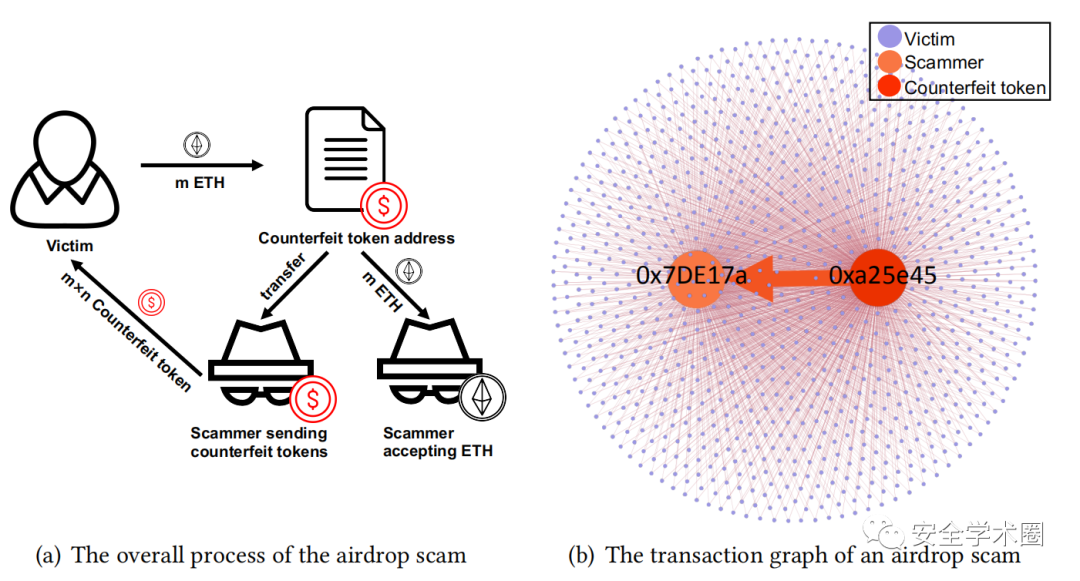 m ETH
Victim
Counterfeit token address
transfer
m ETH
m×n Counterfeit token
$
$
$
Scammer sending
counterfeit tokens
Scammer
accepting ETH
(a) The overall process of the airdrop scam
Victim
Scammer
Counterfeit token
0x7DE17a
0xa25e45
安全学术圈
(b) The transaction graph of an airdrop scam